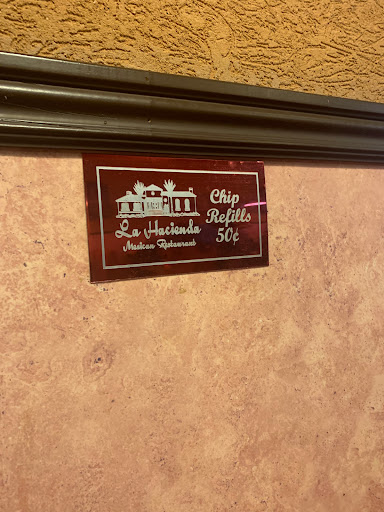 La Hacienda
Mexican Restaurant
Chip
Refills
50¢